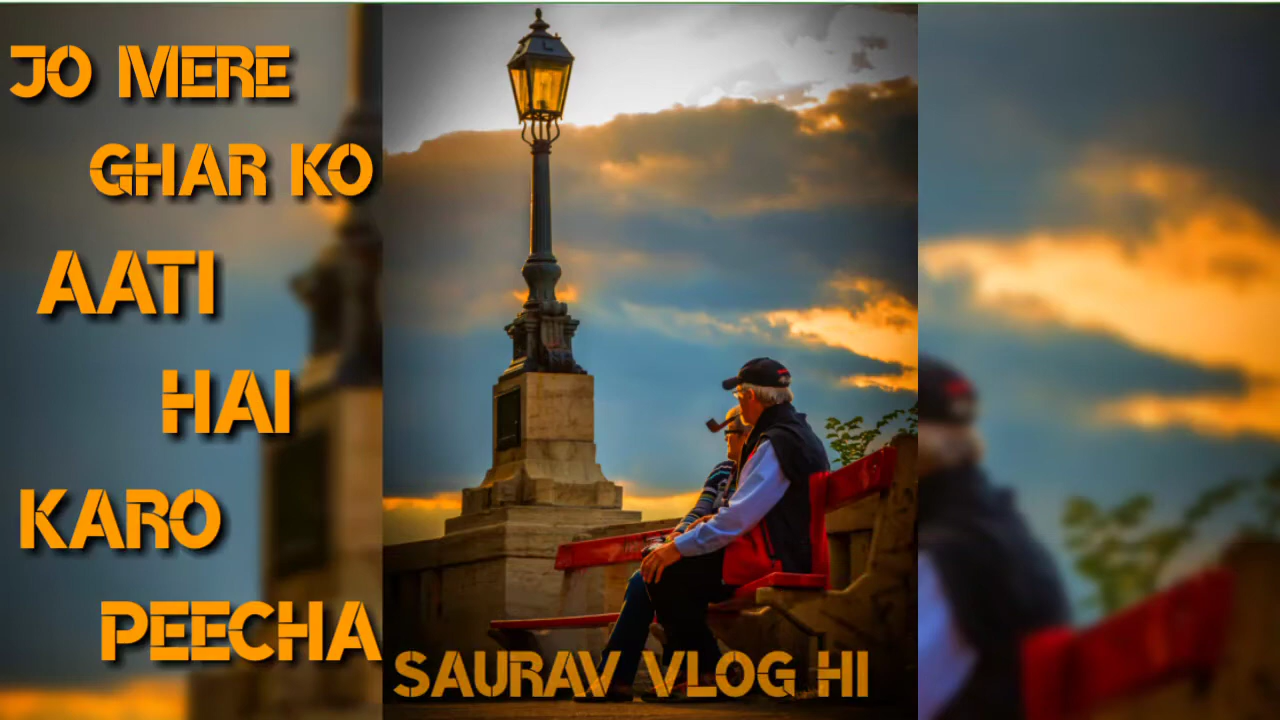 JO MERE
GHAR KO
AATI
HAI
KARO
PEECHA
SAURAV VLOG HI